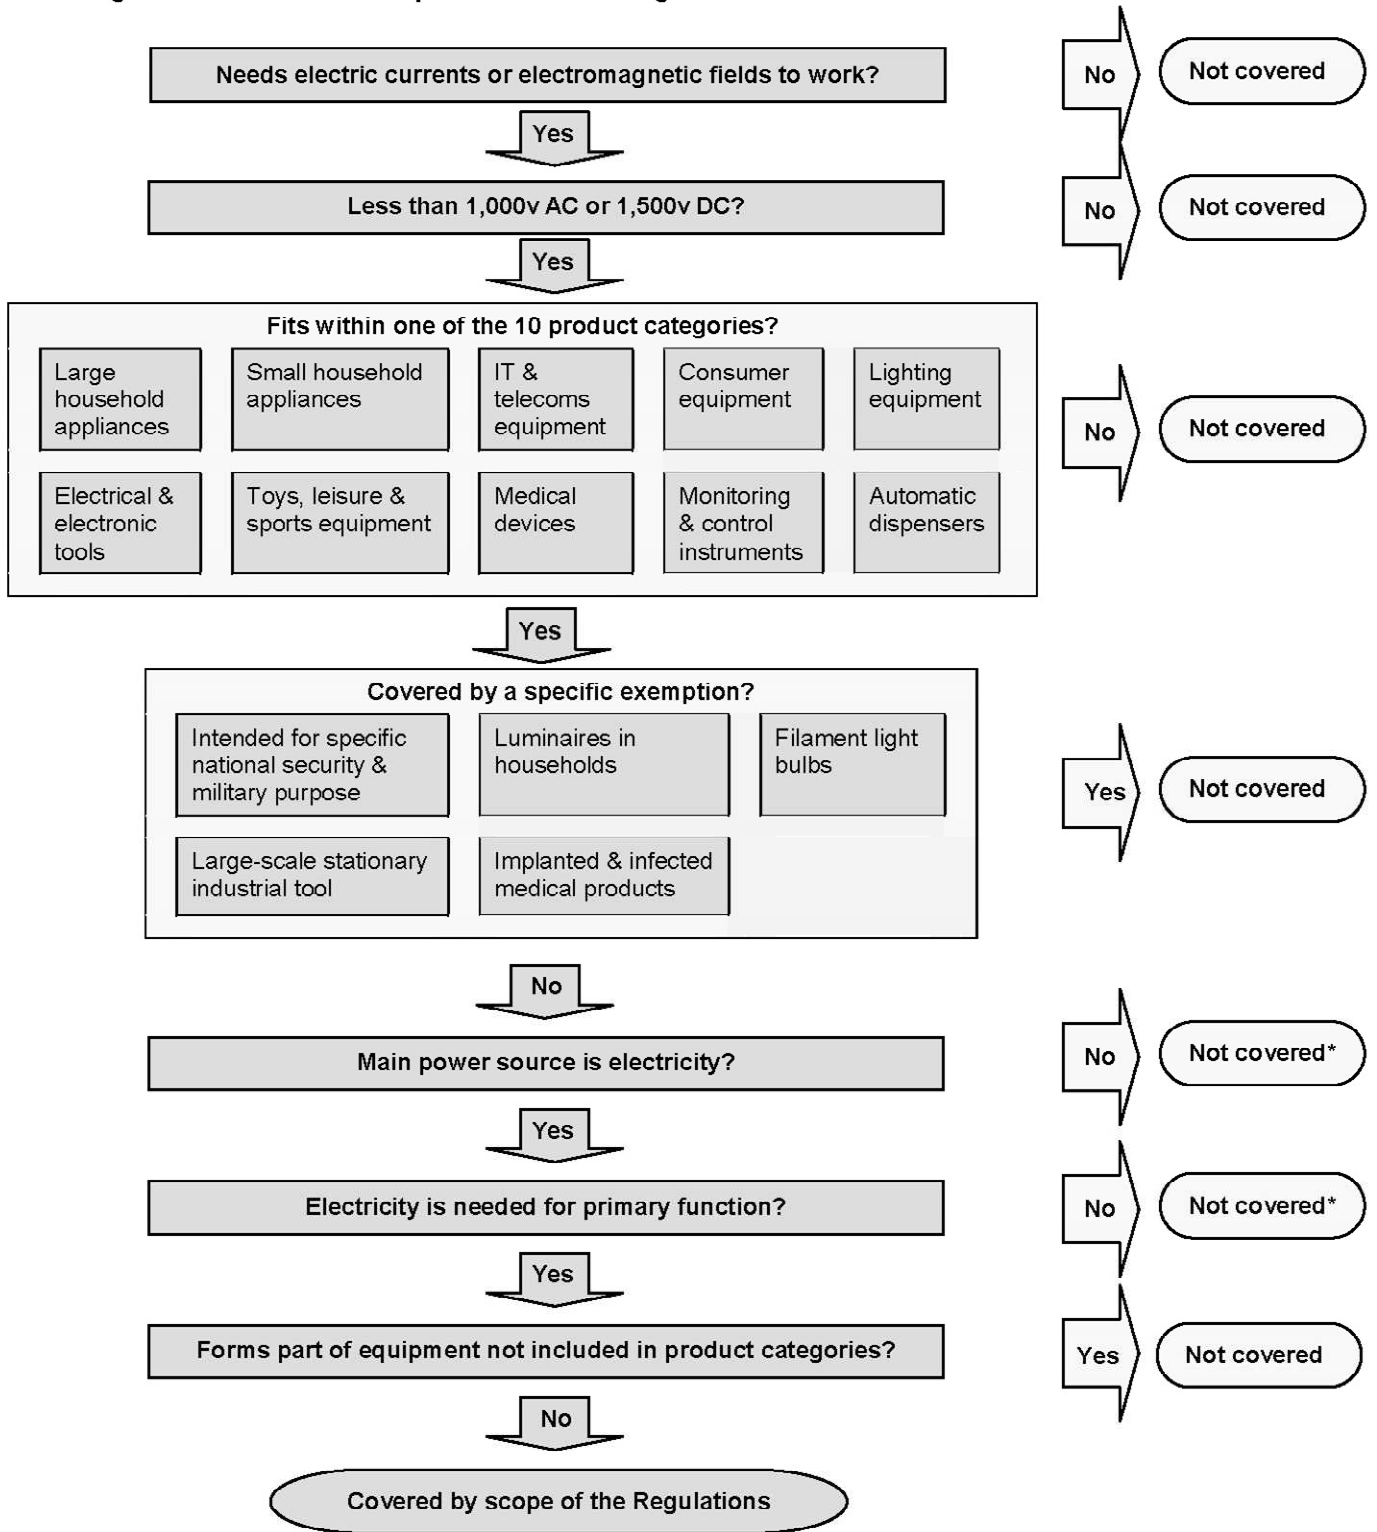 Needs electric currents or electromagnetic fields to work?
No
Not covered
Yes
Less than 1,000v AC or 1,500v DC?
No
Not covered
Yes
Fits within one of the 10 product categories?
Large
household
appliances
Small household
appliances
IT &
telecoms
equipment
Consumer
equipment
Lighting
equipment
No
Not covered
Electrical &
electronic
tools
Toys, leisure &
sports equipment
Medical
devices
Monitoring
& control
instruments
Automatic
dispensers
Yes
Covered by a specific exemption?
Intended for specific
national security &
military purpose
Luminaires in
households
Filament light
bulbs
Yes
Not covered
Large-scale stationary
industrial tool
Implanted & infected
medical products
No
Main power source is electricity?
No
Not covered*
Yes
Electricity is needed for primary function?
No
Not covered*
Yes
Forms part of equipment not included in product categories?
Yes
Not covered
No
Covered by scope of the Regulations